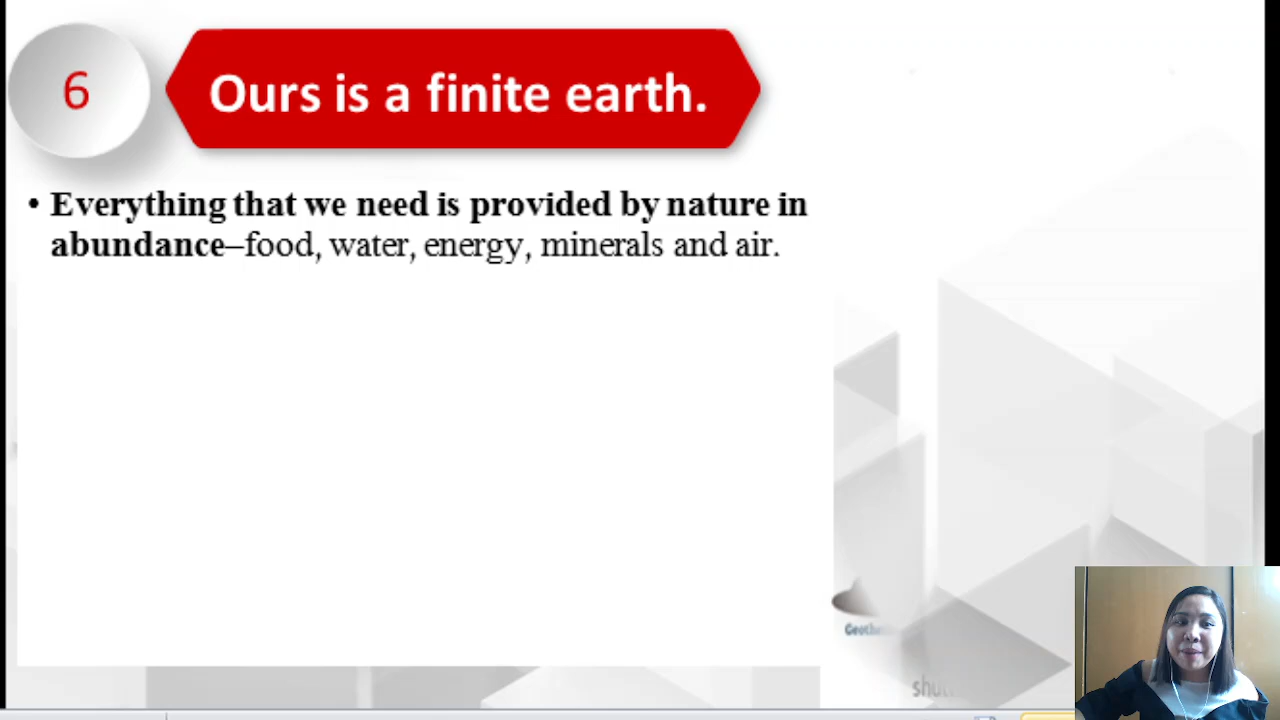 6
Ours is a finite earth.
• Everything that we need is provided by nature in
abundance–food, water, energy, minerals and air.